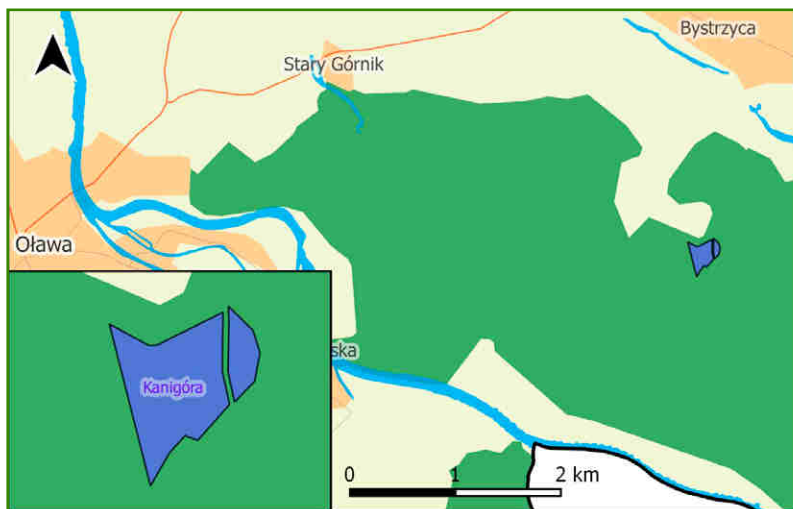 Bystrzyca
Stary Górnik
Oława
ska
Kanigóra
0 1 2 km